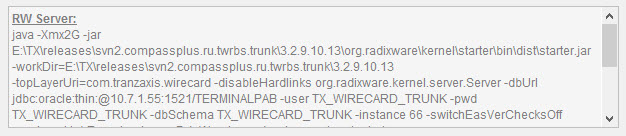 RW Server:
java -Xmx2G -jar
E:\TX\releases\svn2.compassplus.ru.twrbs.trunk\3.2.9.10.13\org.radixware\kernel\starter\bin\dist\starter.jar
-workDir=E:\TX\releases\svn2.compassplus.ru.twrbs.trunk\3.2.9.10.13
-topLayerUri=com.tranzaxis.wirecard -disableHardlinks org.radixware.kernel.server.Server -dbUrl
jdbc:oracle:thin:@10.7.1.55:1521/TERMINALPAB -user TX_WIRECARD_TRUNK -pwd
TX_WIRECARD_TRUNK -dbSchema TX_WIRECARD_TRUNK -instance 66 -switchEasVerChecksOff